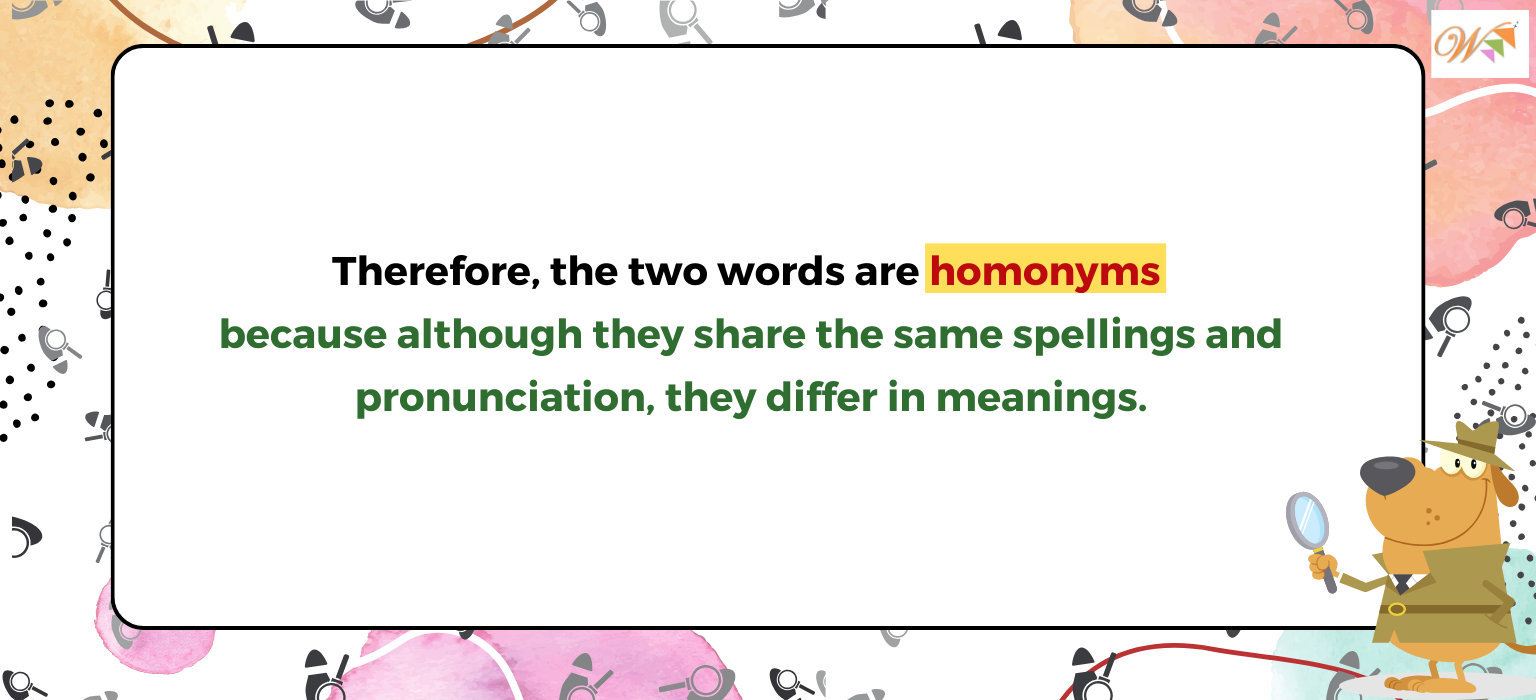 Therefore, the two words are homonyms
because although they share the same spellings and
pronunciation, they differ in meanings.
W